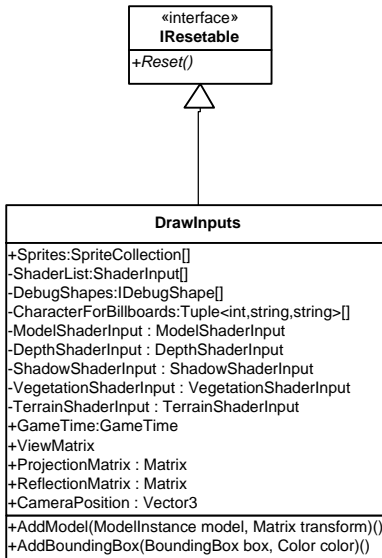 «interface»
IResetable
+Reset()
DrawInputs
+Sprites:SpriteCollection[]
-ShaderList:ShaderInput[]
-DebugShapes:IDebugShape[]
-CharacterForBillboards:Tuple<int,string,string>[]
-ModelShaderInput : ModelShaderInput
-DepthShaderInput : DepthShaderInput
-ShadowShaderInput : ShadowShaderInput
-VegetationShaderInput : VegetationShaderInput
-TerrainShaderInput : TerrainShaderInput
+GameTime:GameTime
+ViewMatrix
+ProjectionMatrix : Matrix
+ReflectionMatrix : Matrix
+CameraPosition : Vector3
+AddModel(ModelInstance model, Matrix transform)()
+AddBoundingBox(BoundingBox box, Color color)()